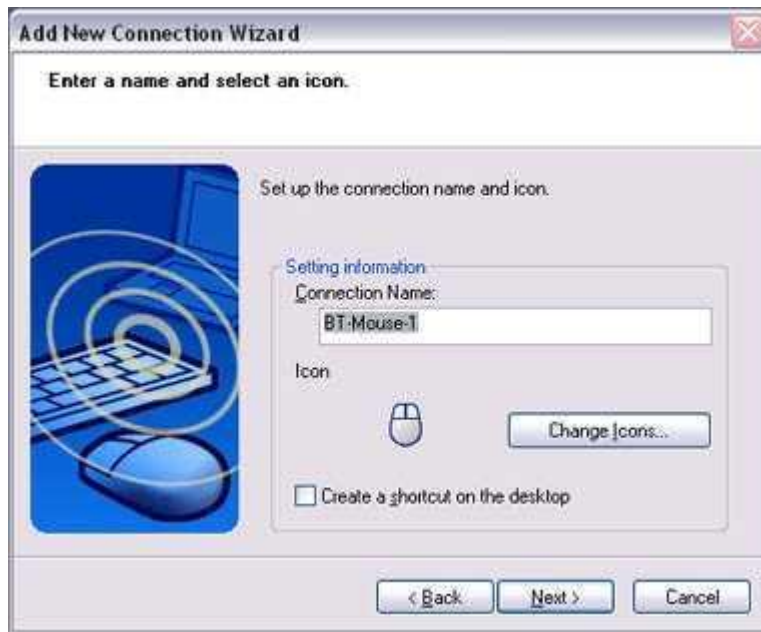 Add New Connection Wizard
Enter a name and select an icon.
Set up the connection name and icon.
Setting information
Connection Name:
BT-Mouse-1
Icon
Change Icons...
Create a shortcut on the desktop
< Back
Next >
Cancel